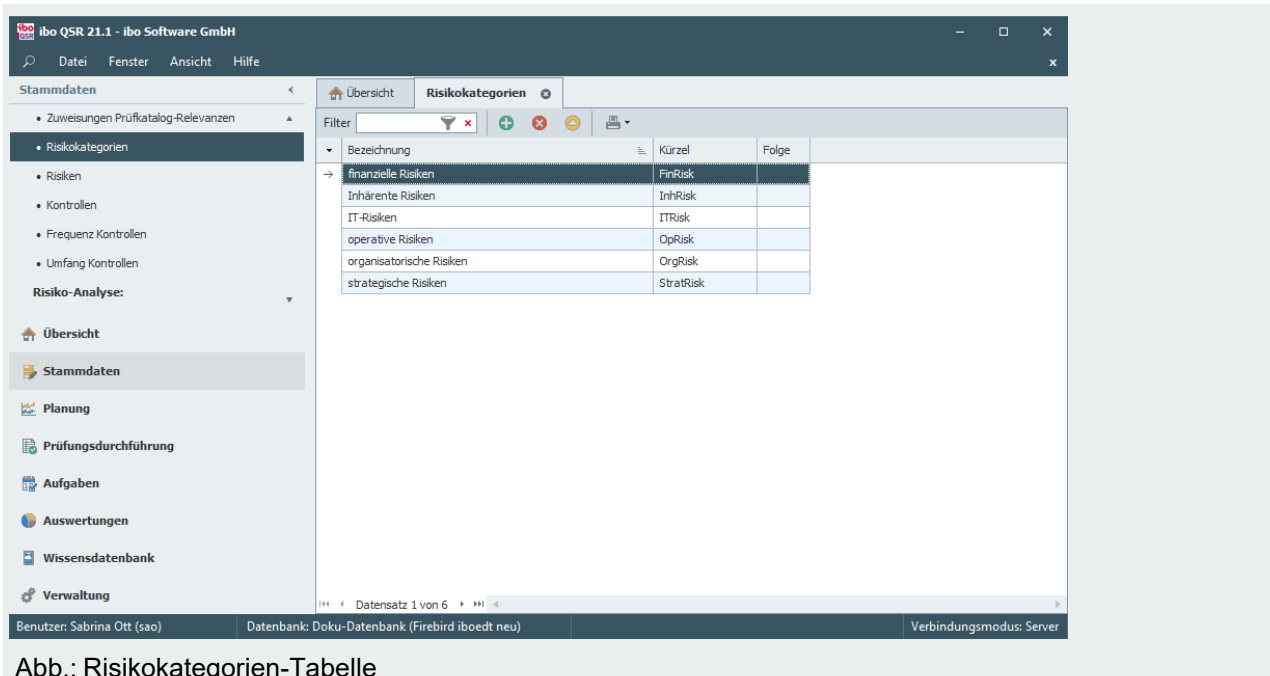 ibo QSR ibo QSR 21.1 - ibo Software GmbH
Datei Fenster Ansicht Hilfe
Stammdaten
Zuweisungen Prüfkatalog-Relevanzen
Risikokategorien
Risiken
Kontrollen
Frequenz Kontrollen
Umfang Kontrollen
Risiko-Analyse:
Übersicht
Stammdaten
Planung
Prüfungsdurchführung
Aufgaben
Auswertungen
Wissensdatenbank
Verwaltung
Übersicht Risikokategorien
Filter
Bezeichnung Kürzel Folge
finanzielle Risiken FinRisk
Inhärente Risiken InhRisk
IT-Risiken ITRisk
operative Risiken OpRisk
organisatorische Risiken OrgRisk
strategische Risiken StratRisk
Datensatz 1 von 6
Benutzer: Sabrina Ott (sao) Datenbank: Doku-Datenbank (Firebird iboedt neu) Verbindungsmodus: Server
Abb.: Risikokategorien-Tabelle